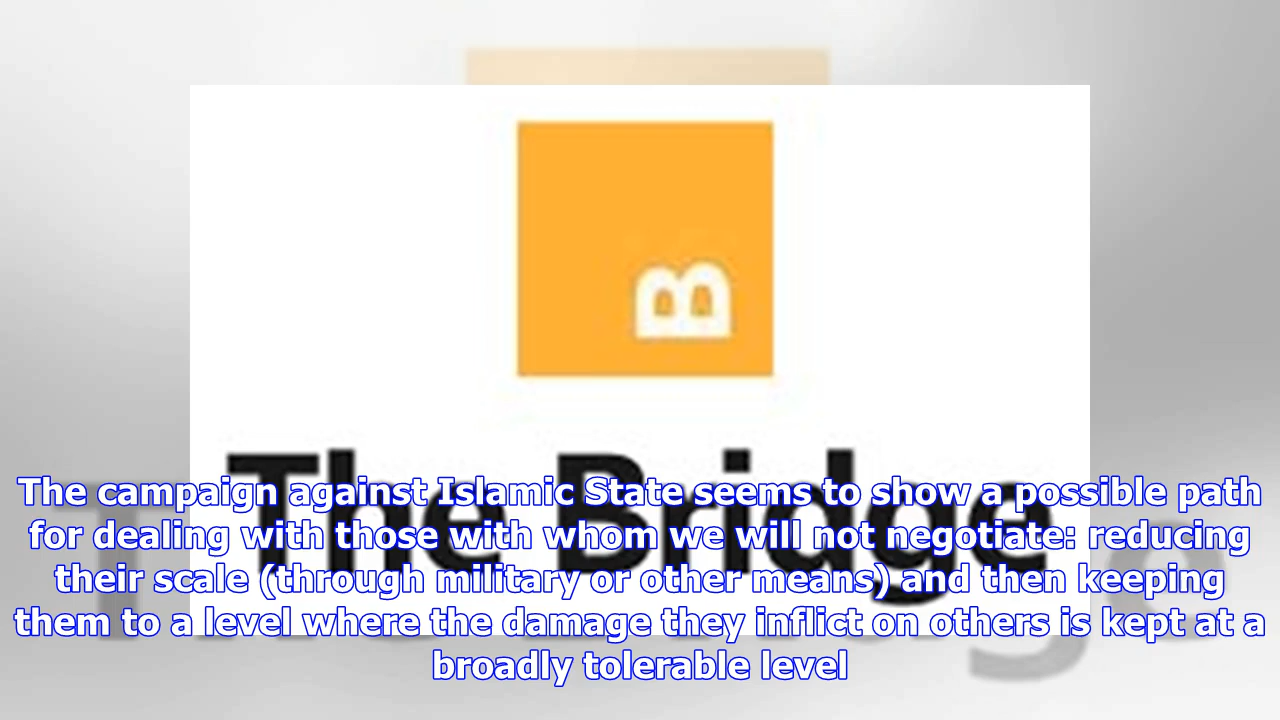 B
The Bridge
The campaign against Islamic State seems to show a possible path
for dealing with those with whom we will not negotiate: reducing
their scale (through military or other means) and then keeping
them to a level where the damage they inflict on others is kept at a
broadly tolerable level